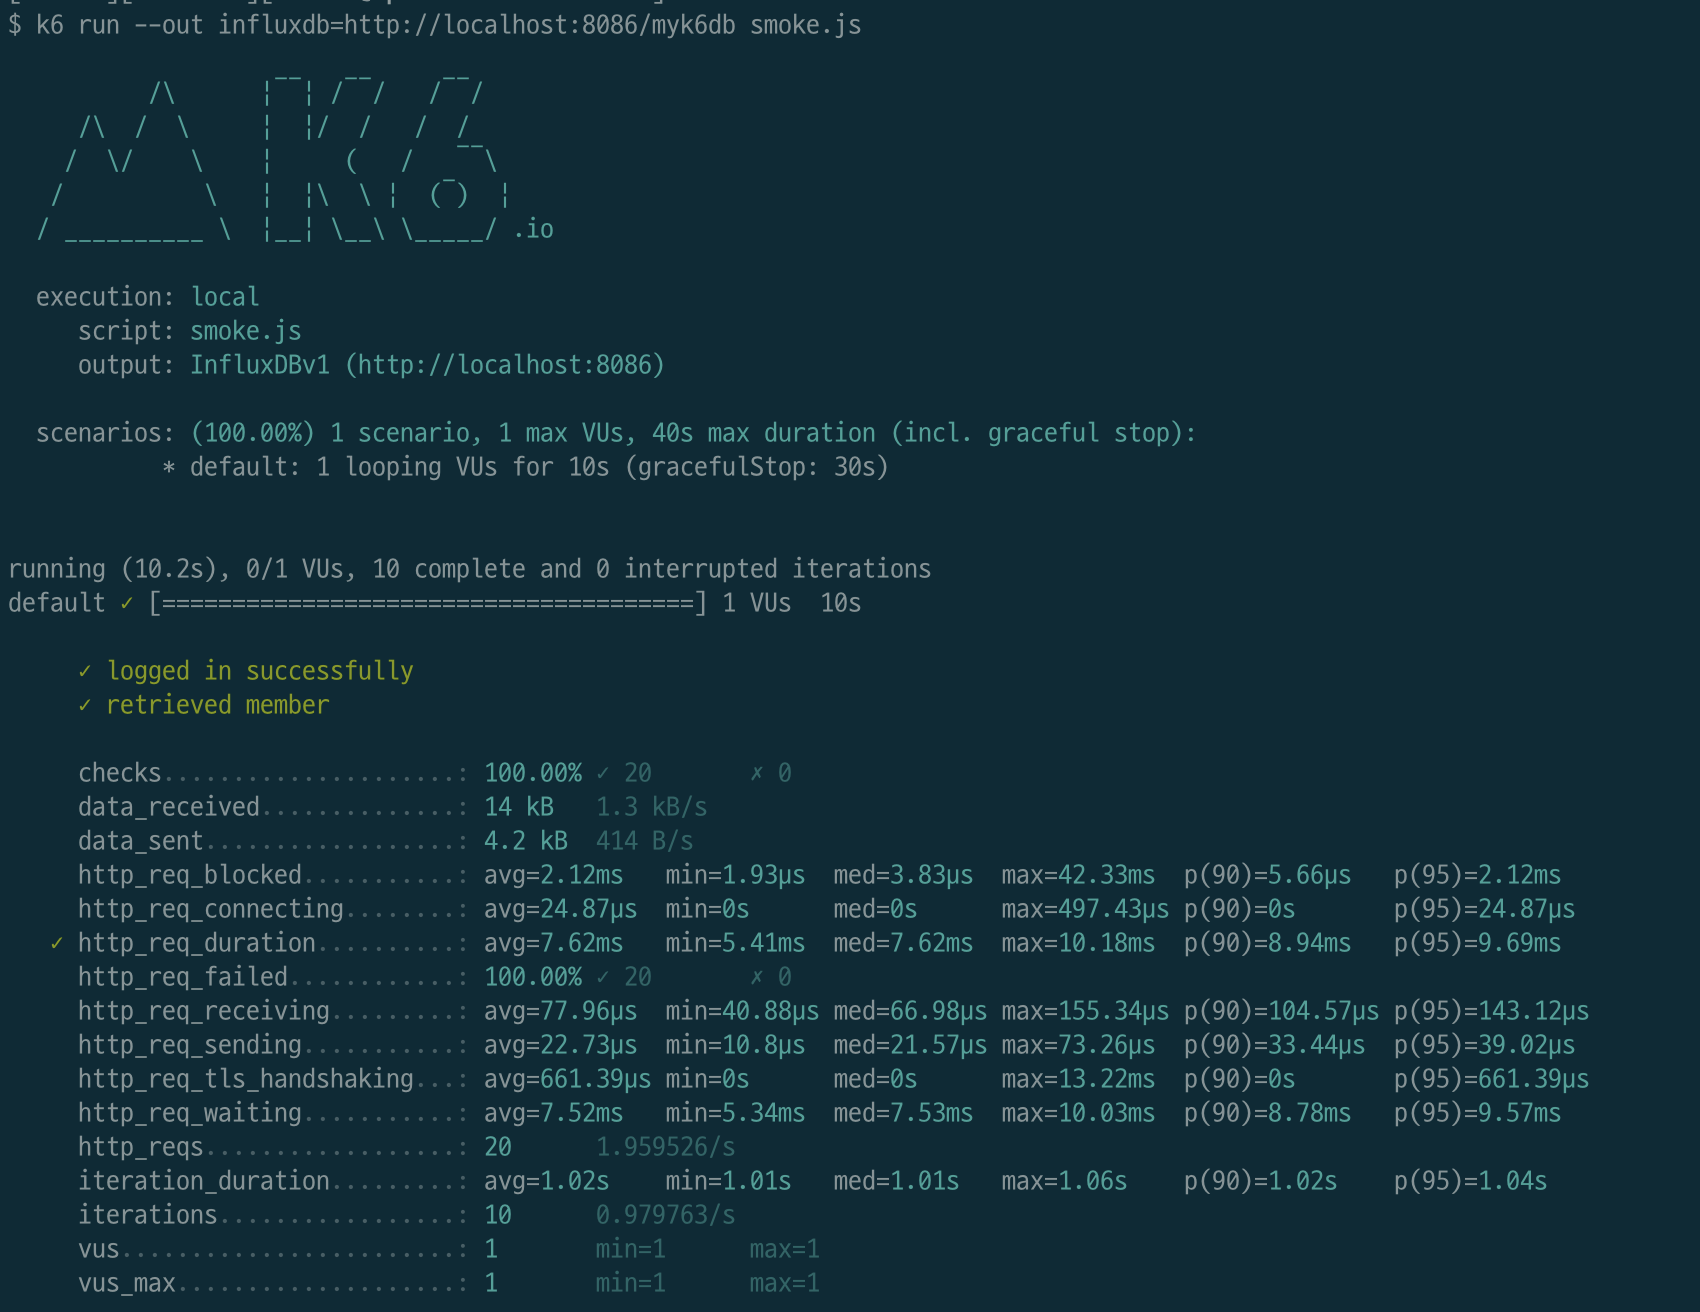 $ k6 run --out influxdb=http://localhost:8086/myk6db smoke.js
.io
execution: local
script: smoke.js
output: InfluxDBv1 (http://localhost:8086)
scenarios: (100.00%) 1 scenario, 1 max VUs, 40s max duration (incl. graceful stop):
* default: 1 looping VUs for 10s (gracefulStop: 30s)
running (10.2s), 0/1 VUs, 10 complete and 0 interrupted iterations
default ✓ [======================================] 1 VUs  10s
✓ logged in successfully
✓ retrieved member
checks.....................: 100.00% ✓ 20       ✗ 0
data_received..............: 14 kB   1.3 kB/s
data_sent..................: 4.2 kB  414 B/s
http_req_blocked...........: avg=2.12ms   min=1.93µs  med=3.83µs  max=42.33ms  p(90)=5.66µs   p(95)=2.12ms
http_req_connecting........: avg=24.87µs  min=0s      med=0s      max=497.43µs p(90)=0s       p(95)=24.87µs
✓ http_req_duration..........: avg=7.62ms   min=5.41ms  med=7.62ms  max=10.18ms  p(90)=8.94ms   p(95)=9.69ms
http_req_failed............: 100.00% ✓ 20       ✗ 0
http_req_receiving.........: avg=77.96µs  min=40.88µs med=66.98µs max=155.34µs p(90)=104.57µs p(95)=143.12µs
http_req_sending...........: avg=22.73µs  min=10.8µs  med=21.57µs max=73.26µs  p(90)=33.44µs  p(95)=39.02µs
http_req_tls_handshaking...: avg=661.39µs min=0s      med=0s      max=13.22ms  p(90)=0s       p(95)=661.39µs
http_req_waiting...........: avg=7.52ms   min=5.34ms  med=7.53ms  max=10.03ms  p(90)=8.78ms   p(95)=9.57ms
http_reqs..................: 20      1.959526/s
iteration_duration.........: avg=1.02s    min=1.01s   med=1.01s   max=1.06s    p(90)=1.02s    p(95)=1.04s
iterations.................: 10      0.979763/s
vus........................: 1       min=1      max=1
vus_max....................: 1       min=1      max=1